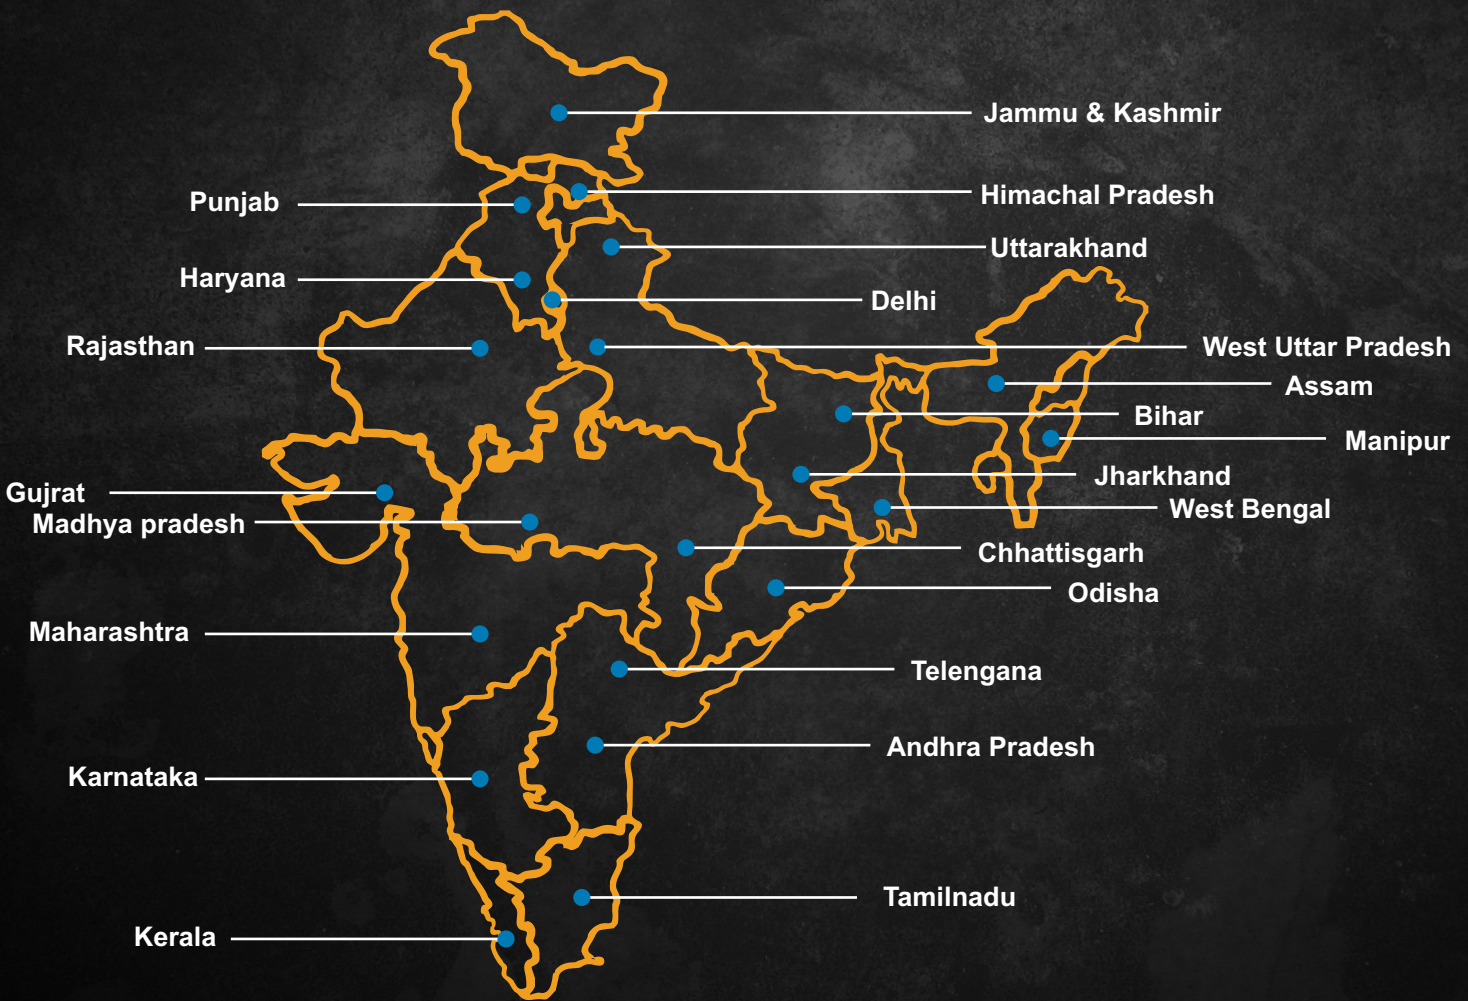 Jammu & Kashmir
Himachal Pradesh
Punjab
Uttarakhand
Haryana
Delhi
Rajasthan
West Uttar Pradesh
Assam
Bihar
Manipur
Jharkhand
Gujrat
West Bengal
Madhya pradesh
Chhattisgarh
Odisha
Maharashtra
Telengana
Andhra Pradesh
Karnataka
Tamilnadu
Kerala